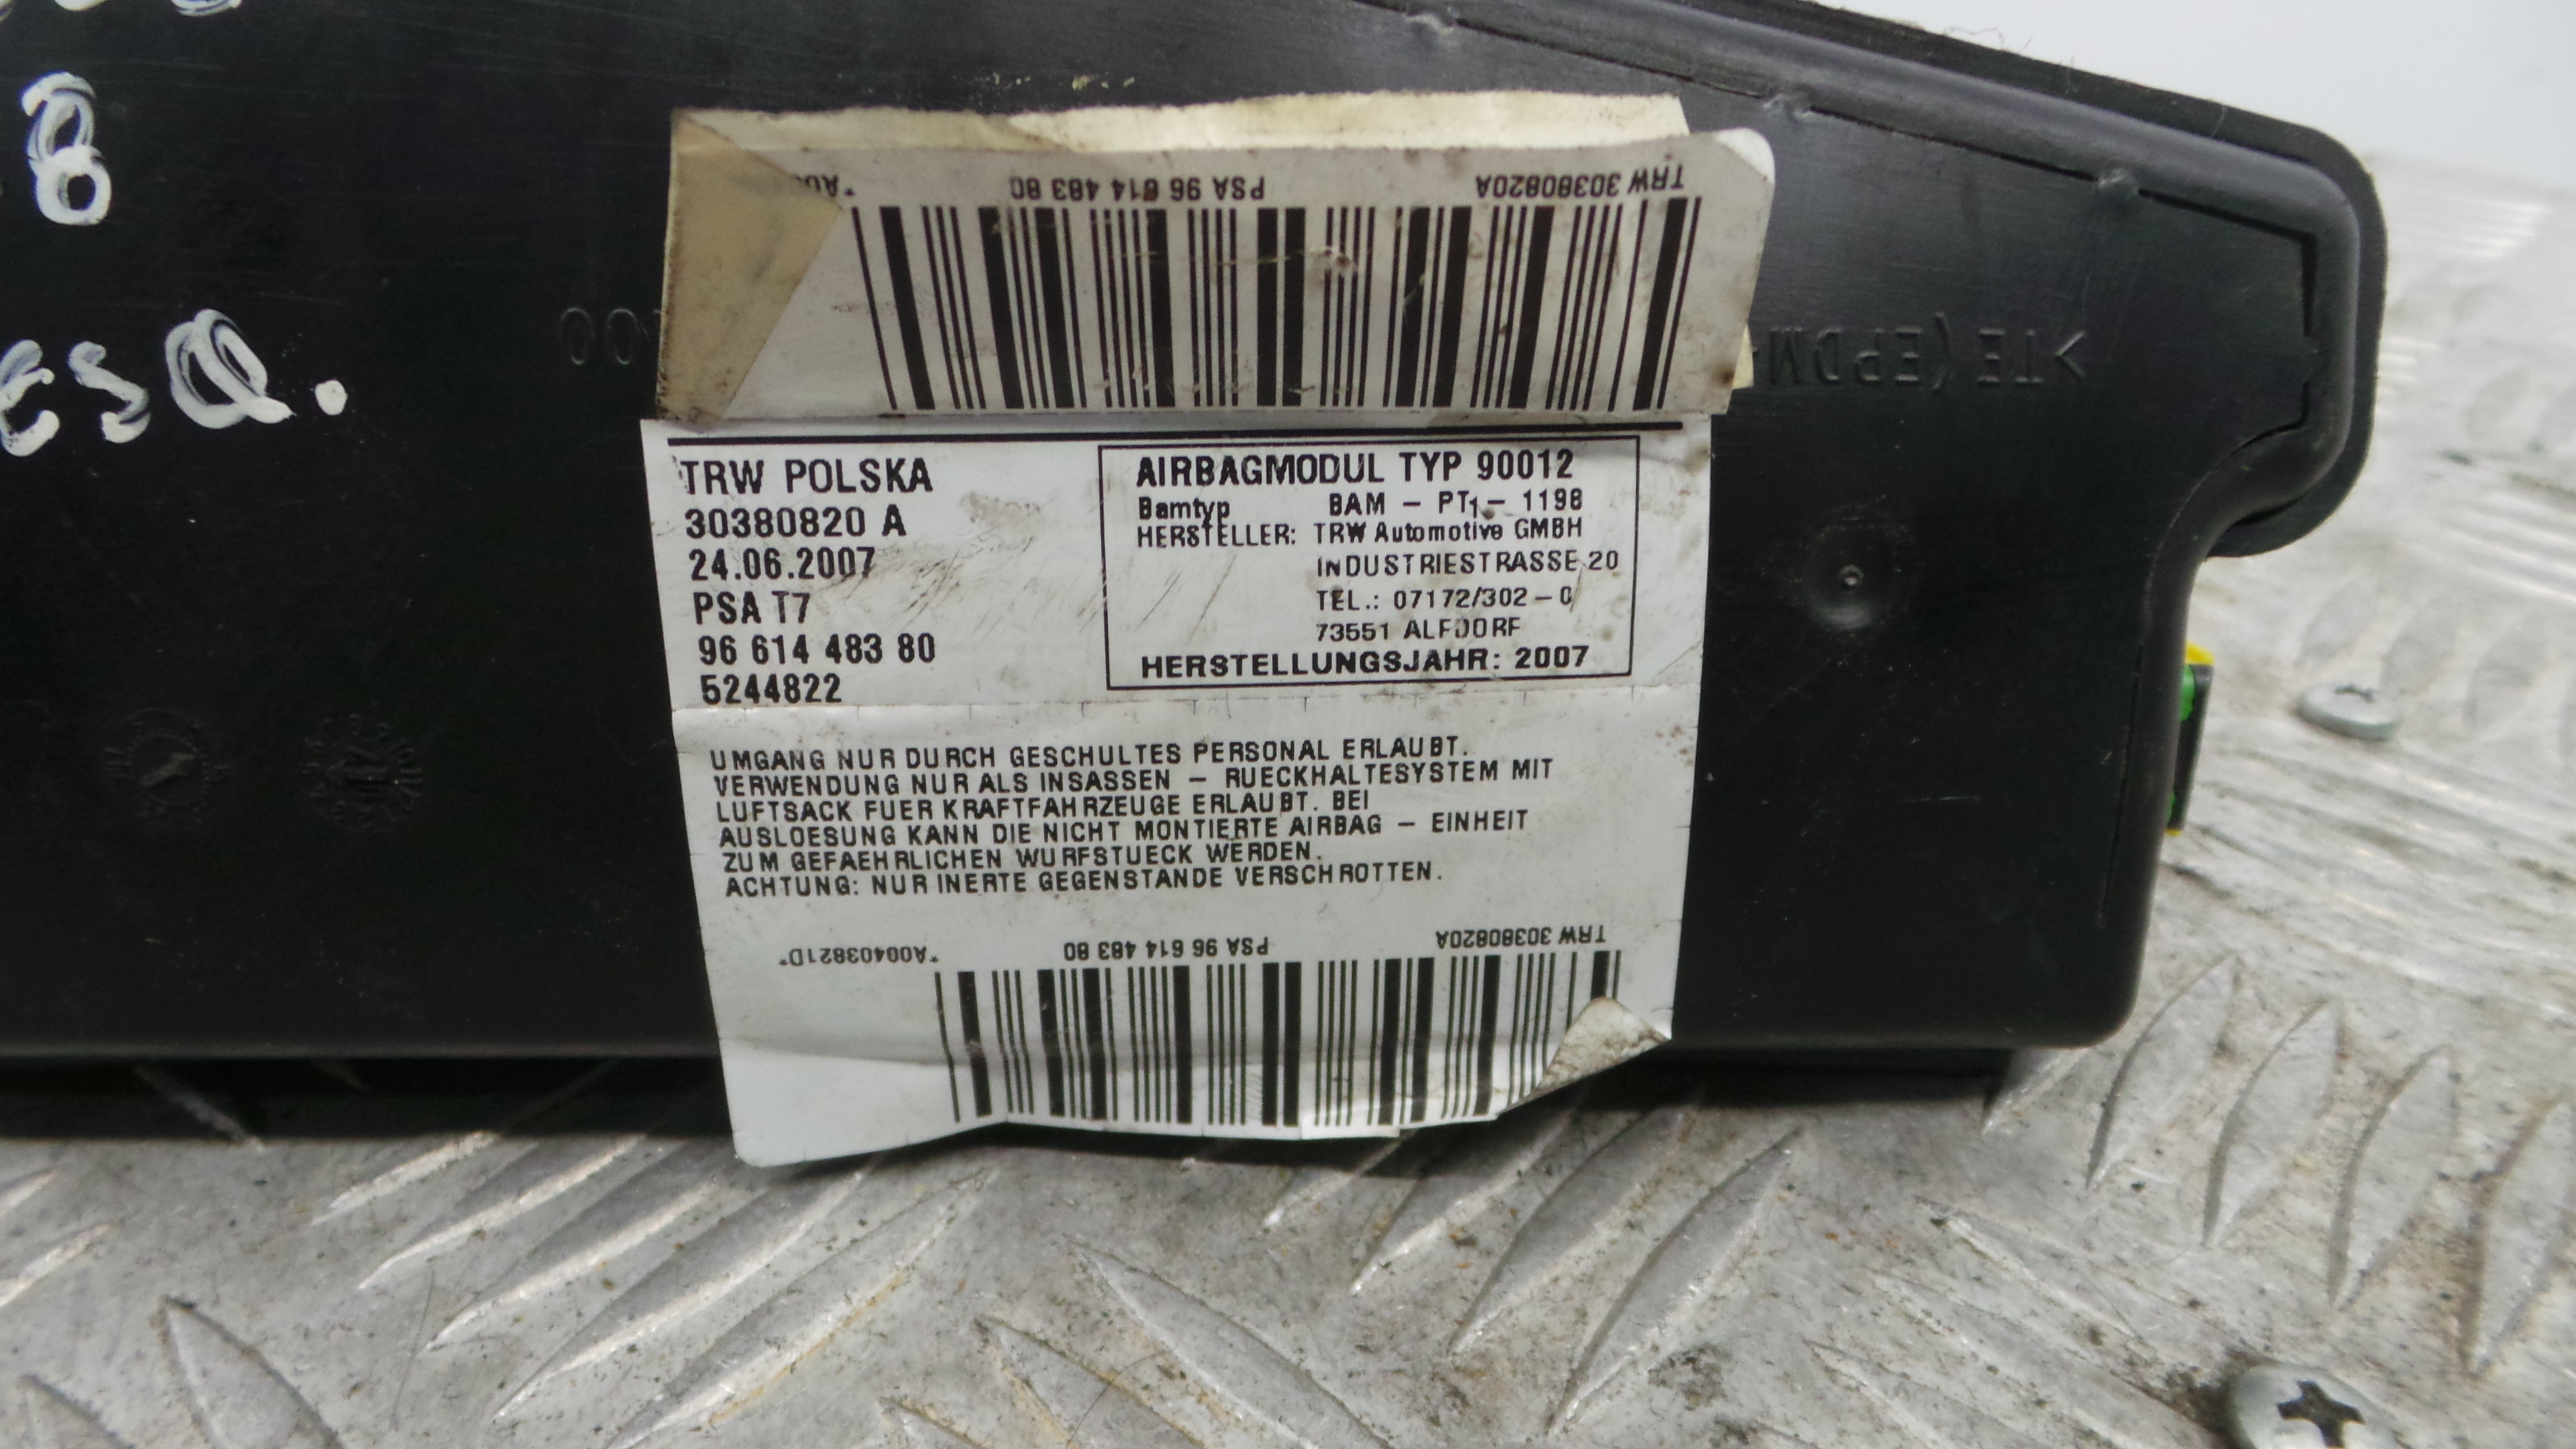 8
esQ.
TRW 30380820A PSA 96 614 483 80
>TE (EPDM
TRW POLSKA
30380820 A
24.06.2007
PSA T7
96 614 483 80
5244822
AIRBAGMODUL TYP 90012
Bamtyp BAM - PT1 - 1198
HERSTELLER: TRW Automotive GMBH
INDUSTRIESTRASSE 20
TEL.: 07172/302 - 0
73551 ALFDORF
HERSTELLUNGSJAHR: 2007
UMGANG NUR DURCH GESCHULTES PERSONAL ERLAUBT.
VERWENDUNG NUR ALS INSASSEN - RUECKHALTESYSTEM MIT
LUFTSACK FUER KRAFTFAHRZEUGE ERLAUBT. BEI
AUSLOESUNG KANN DIE NICHT MONTIERTE AIRBAG - EINHEIT
ZUM GEFAEHRLICHEN WURFSTUECK WERDEN.
ACHTUNG: NUR INERTE GEGENSTANDE VERSCHROTTEN.
TRW 30380820A PSA 96 614 483 80 *A00403821D*